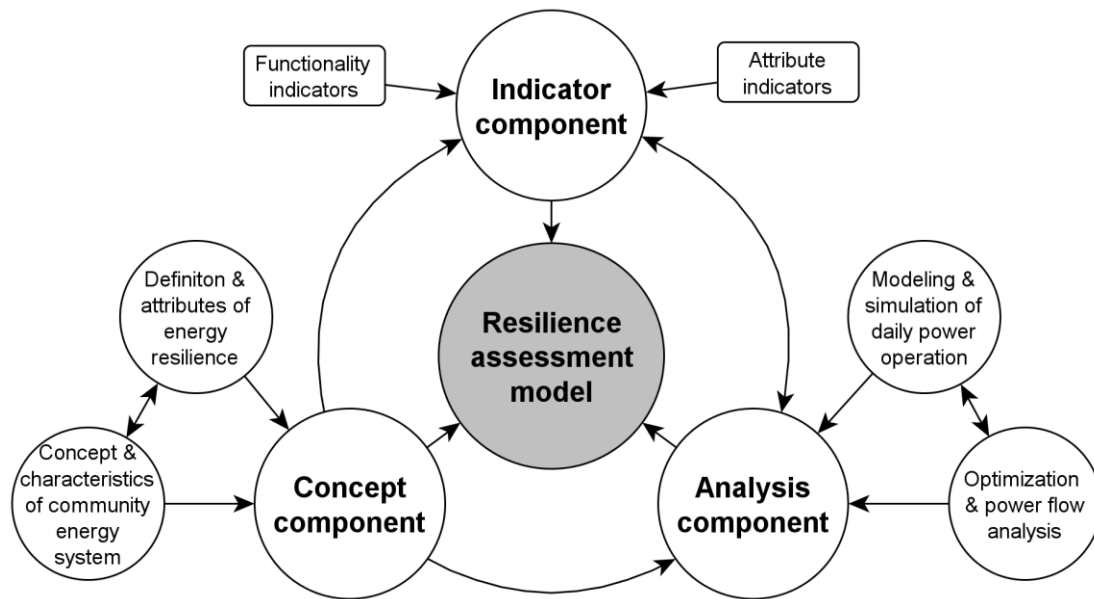 Functionality
indicators
Indicator
component
Attribute
indicators
Definiton &
attributes of
energy
resilience
Resilience
assessment
model
Modeling &
simulation of
daily power
operation
Concept &
characteristics
of community
energy
system
Concept
component
Analysis
component
Optimization
& power flow
analysis